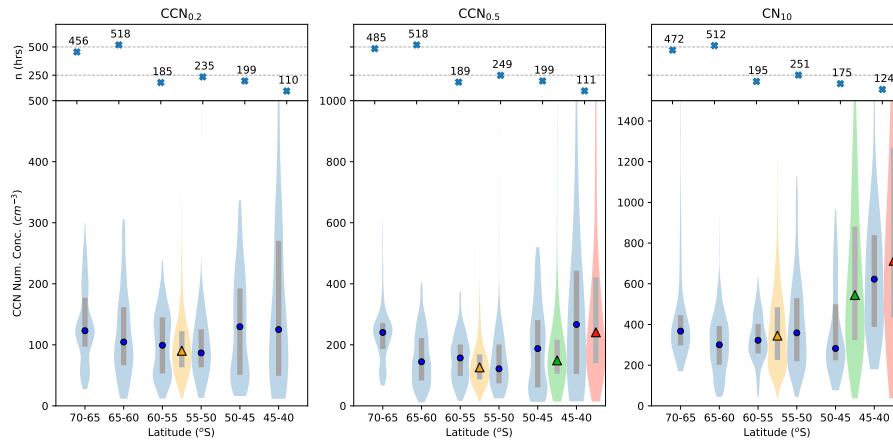 CCN0.2 CCN0.5 CN10
456 518 185 235 199 110
485 518 189 249 199 111
472 512 195 251 175 124
n (hrs)
500
250
CCN Num. Conc. (cm⁻³)
500
400
300
200
100
0
1000
800
600
400
200
0
1400
1200
1000
800
600
400
200
0
70-65 65-60 60-55 55-50 50-45 45-40
70-65 65-60 60-55 55-50 50-45 45-40
70-65 65-60 60-55 55-50 50-45 45-40
Latitude (°S) Latitude (°S) Latitude (°S)